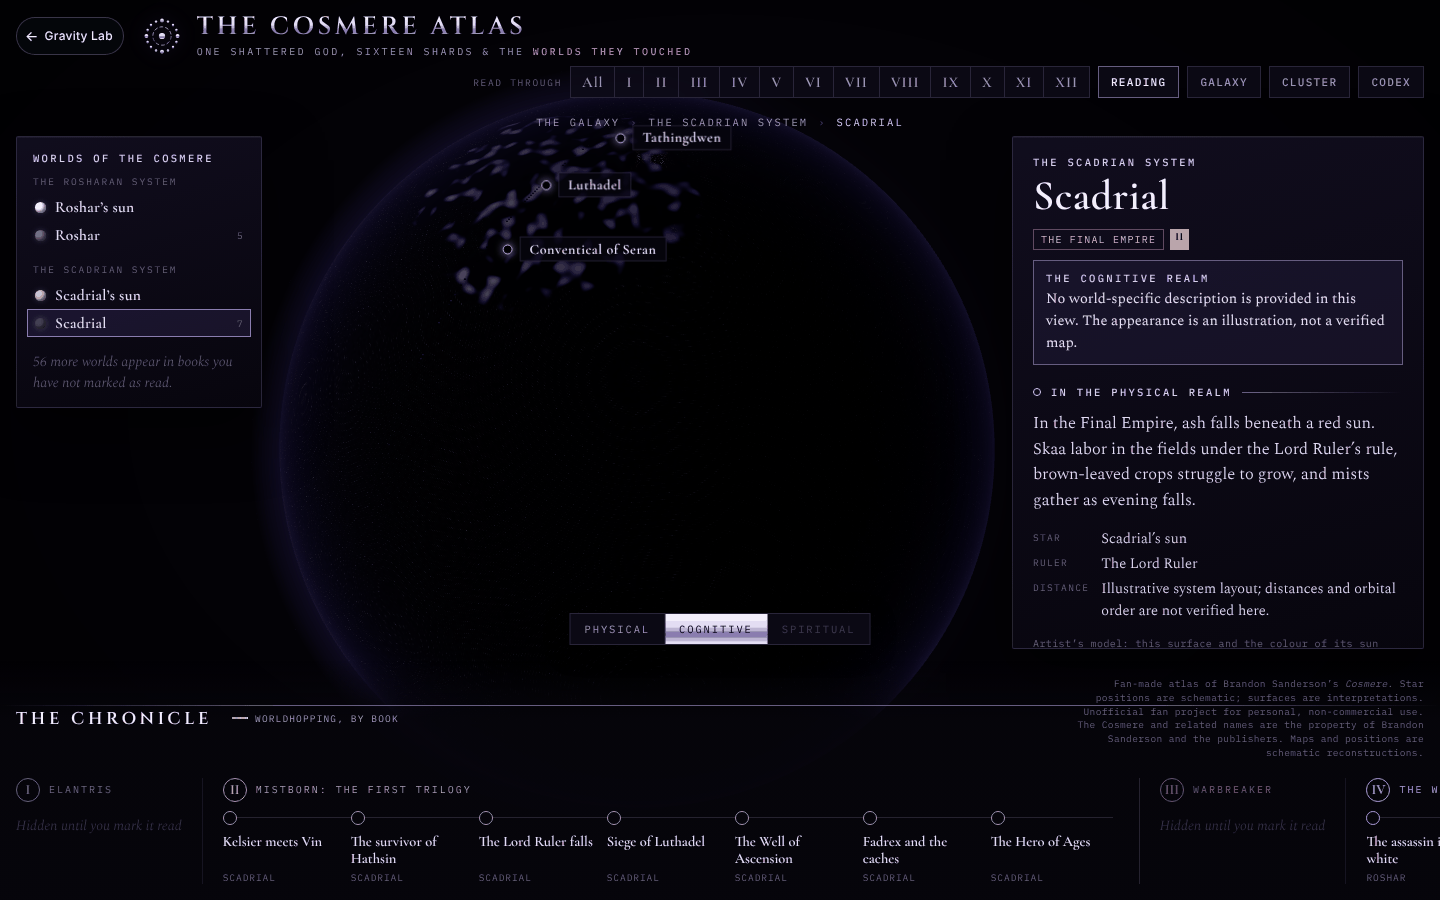 ← Gravity Lab
THE COSMERE ATLAS
ONE SHATTERED GOD, SIXTEEN SHARDS & THE WORLDS THEY TOUCHED
READ THROUGH All I II III IV V VI VII VIII IX X XI XII READING GALAXY CLUSTER CODEX
THE GALAXY › THE SCADRIAN SYSTEM › SCADRIAL
WORLDS OF THE COSMERE
THE ROSHARAN SYSTEM
Roshar’s sun
Roshar 5
THE SCADRIAN SYSTEM
Scadrial’s sun
Scadrial 7
56 more worlds appear in books you
have not marked as read.
Tathingdwen
Luthadel
Conventical of Seran
PHYSICAL COGNITIVE SPIRITUAL
THE SCADRIAN SYSTEM
Scadrial
THE FINAL EMPIRE II
THE COGNITIVE REALM
No world-specific description is provided in this
view. The appearance is an illustration, not a verified
map.
IN THE PHYSICAL REALM
In the Final Empire, ash falls beneath a red sun.
Skaa labor in the fields under the Lord Ruler’s rule,
brown-leaved crops struggle to grow, and mists
gather as evening falls.
STAR Scadrial’s sun
RULER The Lord Ruler
DISTANCE Illustrative system layout; distances and orbital
order are not verified here.
Artist’s model: this surface and the colour of its sun
Fan-made atlas of Brandon Sanderson’s Cosmere. Star
positions are schematic; surfaces are interpretations.
Unofficial fan project for personal, non-commercial use.
The Cosmere and related names are the property of Brandon
Sanderson and the publishers. Maps and positions are
schematic reconstructions.
THE CHRONICLE — WORLDHOPPING, BY BOOK
I ELANTRIS
Hidden until you mark it read
II MISTBORN: THE FIRST TRILOGY
Kelsier meets Vin
SCADRIAL
The survivor of
Hathsin
SCADRIAL
The Lord Ruler falls
SCADRIAL
Siege of Luthadel
SCADRIAL
The Well of
Ascension
SCADRIAL
Fadrex and the
caches
SCADRIAL
The Hero of Ages
SCADRIAL
III WARBREAKER
Hidden until you mark it read
IV THE W
The assassin i
white
ROSHAR